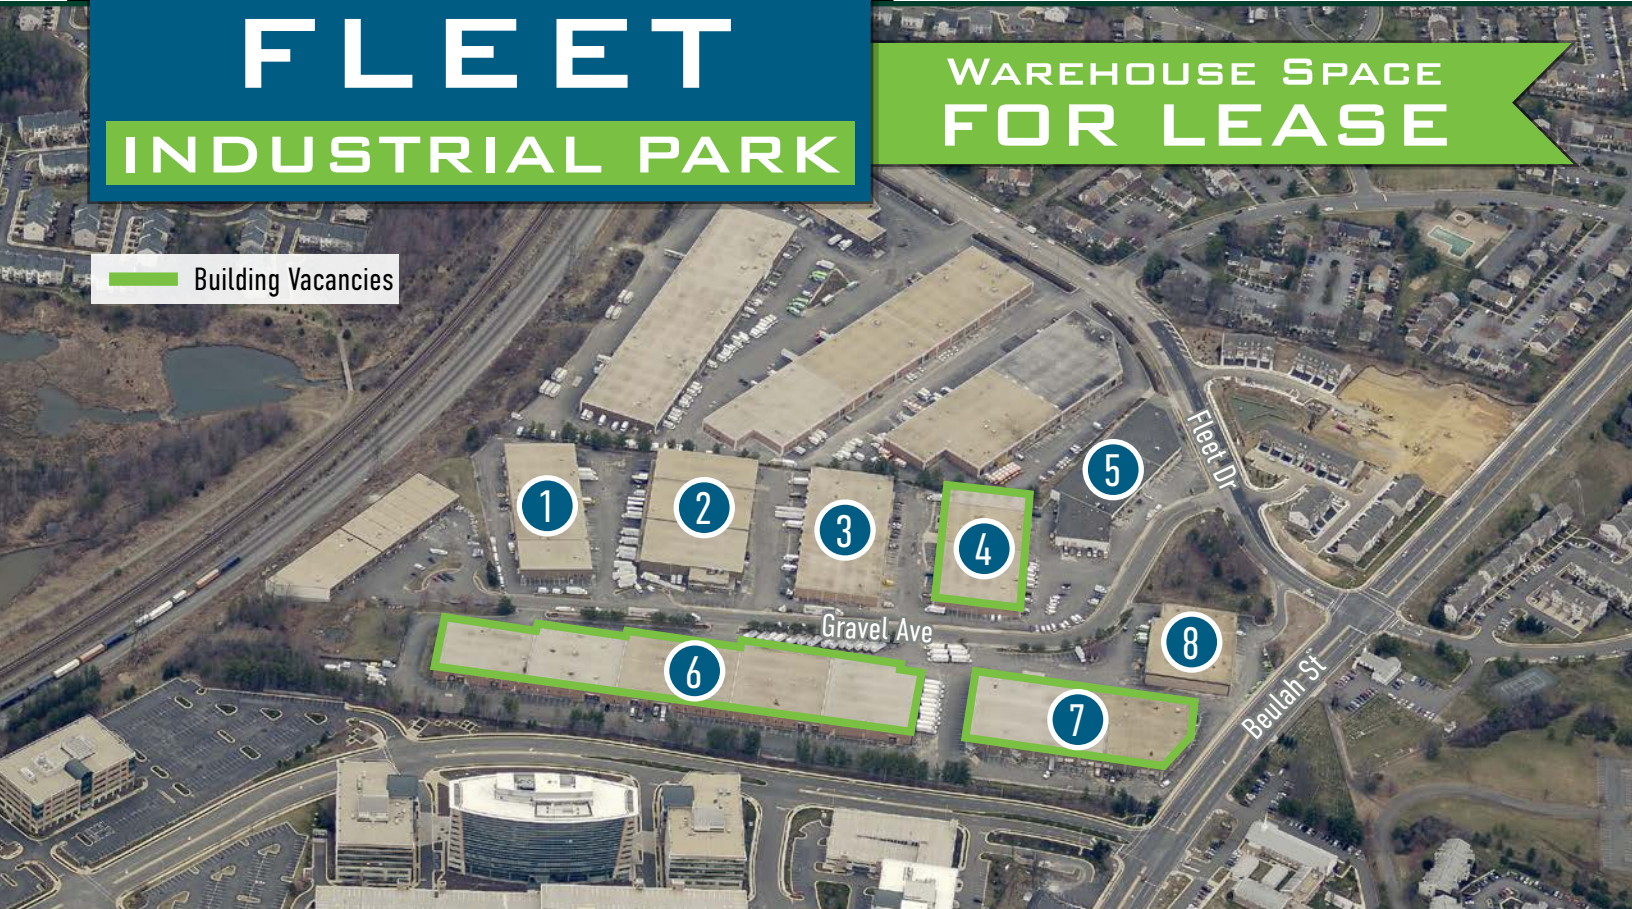 FLEET
INDUSTRIAL PARK
WAREHOUSE SPACE
FOR LEASE
Building Vacancies
Fleet Dr
1
2
3
4
5
Gravel Ave
6
7
8
Beulah St